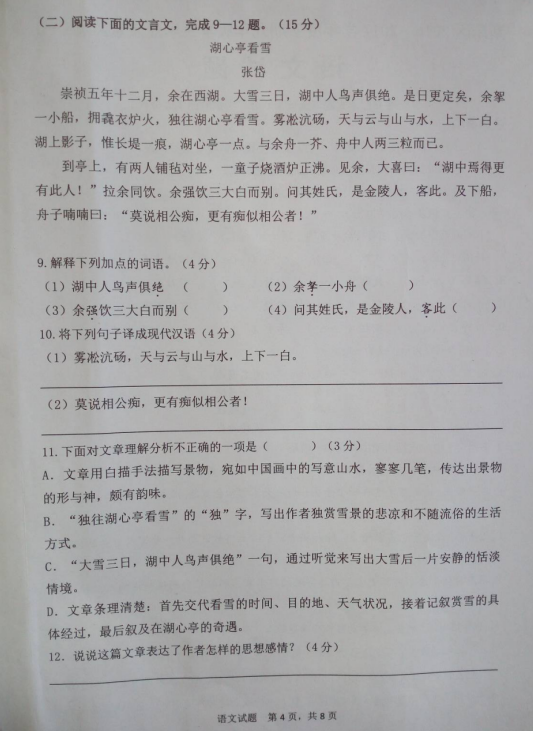 （二）阅读下面的文言文，完成9—12题。（15分）
湖心亭看雪
张岱
崇祯五年十二月，余在西湖。大雪三日，湖中人鸟声俱绝。是日更定矣，余挐
一小船，拥毳衣炉火，独往湖心亭看雪。雾凇沆砀，天与云与山与水，上下一白。
湖上影子，惟长堤一痕，湖心亭一点。与余舟一芥、舟中人两三粒而已。
到亭上，有两人铺毡对坐，一童子烧酒炉正沸。见余，大喜曰：“湖中焉得更
有此人！”拉余同饮。余强饮三大白而别。问其姓氏，是金陵人，客此。及下船，
舟子喃喃曰：“莫说相公痴，更有痴似相公者！”
9.解释下列加点的词语。（4分）
（1）湖中人鸟声俱绝 （ ） （2）余挐一小舟（ ）
（3）余强饮三大白而别（ ） （4）问其姓氏，是金陵人，客此（ ）
10.将下列句子译成现代汉语（4分）
（1）雾凇沆砀，天与云与山与水，上下一白。
（2）莫说相公痴，更有痴似相公者！
11.下面对文章理解分析不正确的一项是（ ）（3分）
A．文章用白描手法描写景物，宛如中国画中的写意山水，寥寥几笔，传达出景物
的形与神，颇有韵味。
B．“独往湖心亭看雪”的“独”字，写出作者独赏雪景的悲凉和不随流俗的生活
方式。
C．“大雪三日，湖中人鸟声俱绝”一句，通过听觉来写出大雪后一片安静的恬淡
情境。
D．文章条理清楚：首先交代看雪的时间、目的地、天气状况，接着记叙赏雪的具
体经过，最后叙及在湖心亭的奇遇。
12．说说这篇文章表达了作者怎样的思想感情？（4分）
语文试题 第4页，共8页